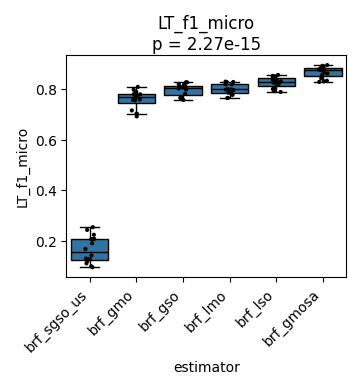 LT_f1_micro
p = 2.27e-15
LT_f1_micro
0.8
0.6
0.4
0.2
brf_sgso_us
brf_gmo
brf_gso
brf_lmo
brf_lso
brf_gmosa
estimator